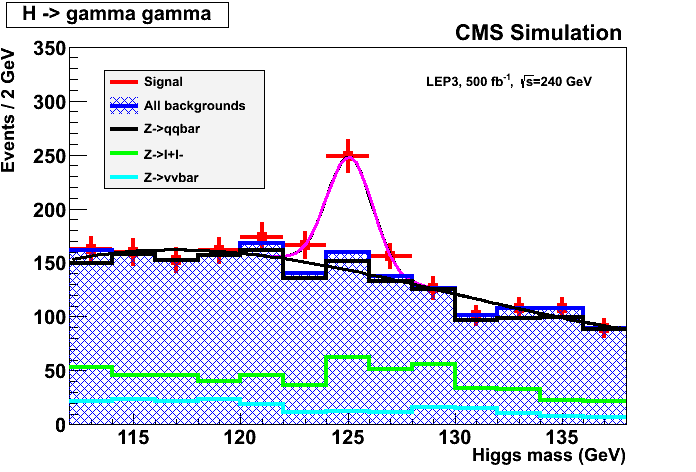 H -> gamma gamma
CMS Simulation
Events / 2 GeV
350
300
250
200
150
100
50
0
LEP3, 500 fb⁻¹, √s=240 GeV
Signal
All backgrounds
Z->qqbar
Z->l+l-
Z->vvbar
115 120 125 130 135
Higgs mass (GeV)